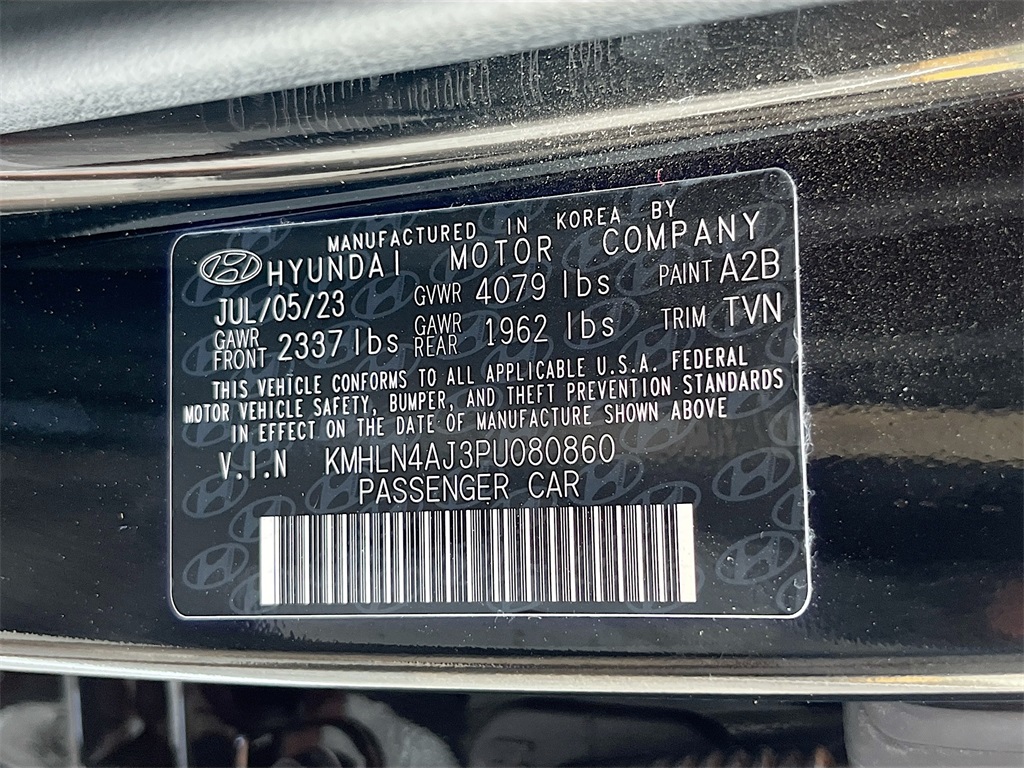 MANUFACTURED IN KOREA BY
HYUNDAI MOTOR COMPANY
JUL/05/23 GVWR 4079 lbs PAINT A2B
GAWR FRONT 2337 lbs GAWR REAR 1962 lbs TRIM TVN
THIS VEHICLE CONFORMS TO ALL APPLICABLE U.S.A. FEDERAL
MOTOR VEHICLE SAFETY, BUMPER, AND THEFT PREVENTION STANDARDS
IN EFFECT ON THE DATE OF MANUFACTURE SHOWN ABOVE
V.I.N KMHLN4AJ3PU080860
PASSENGER CAR